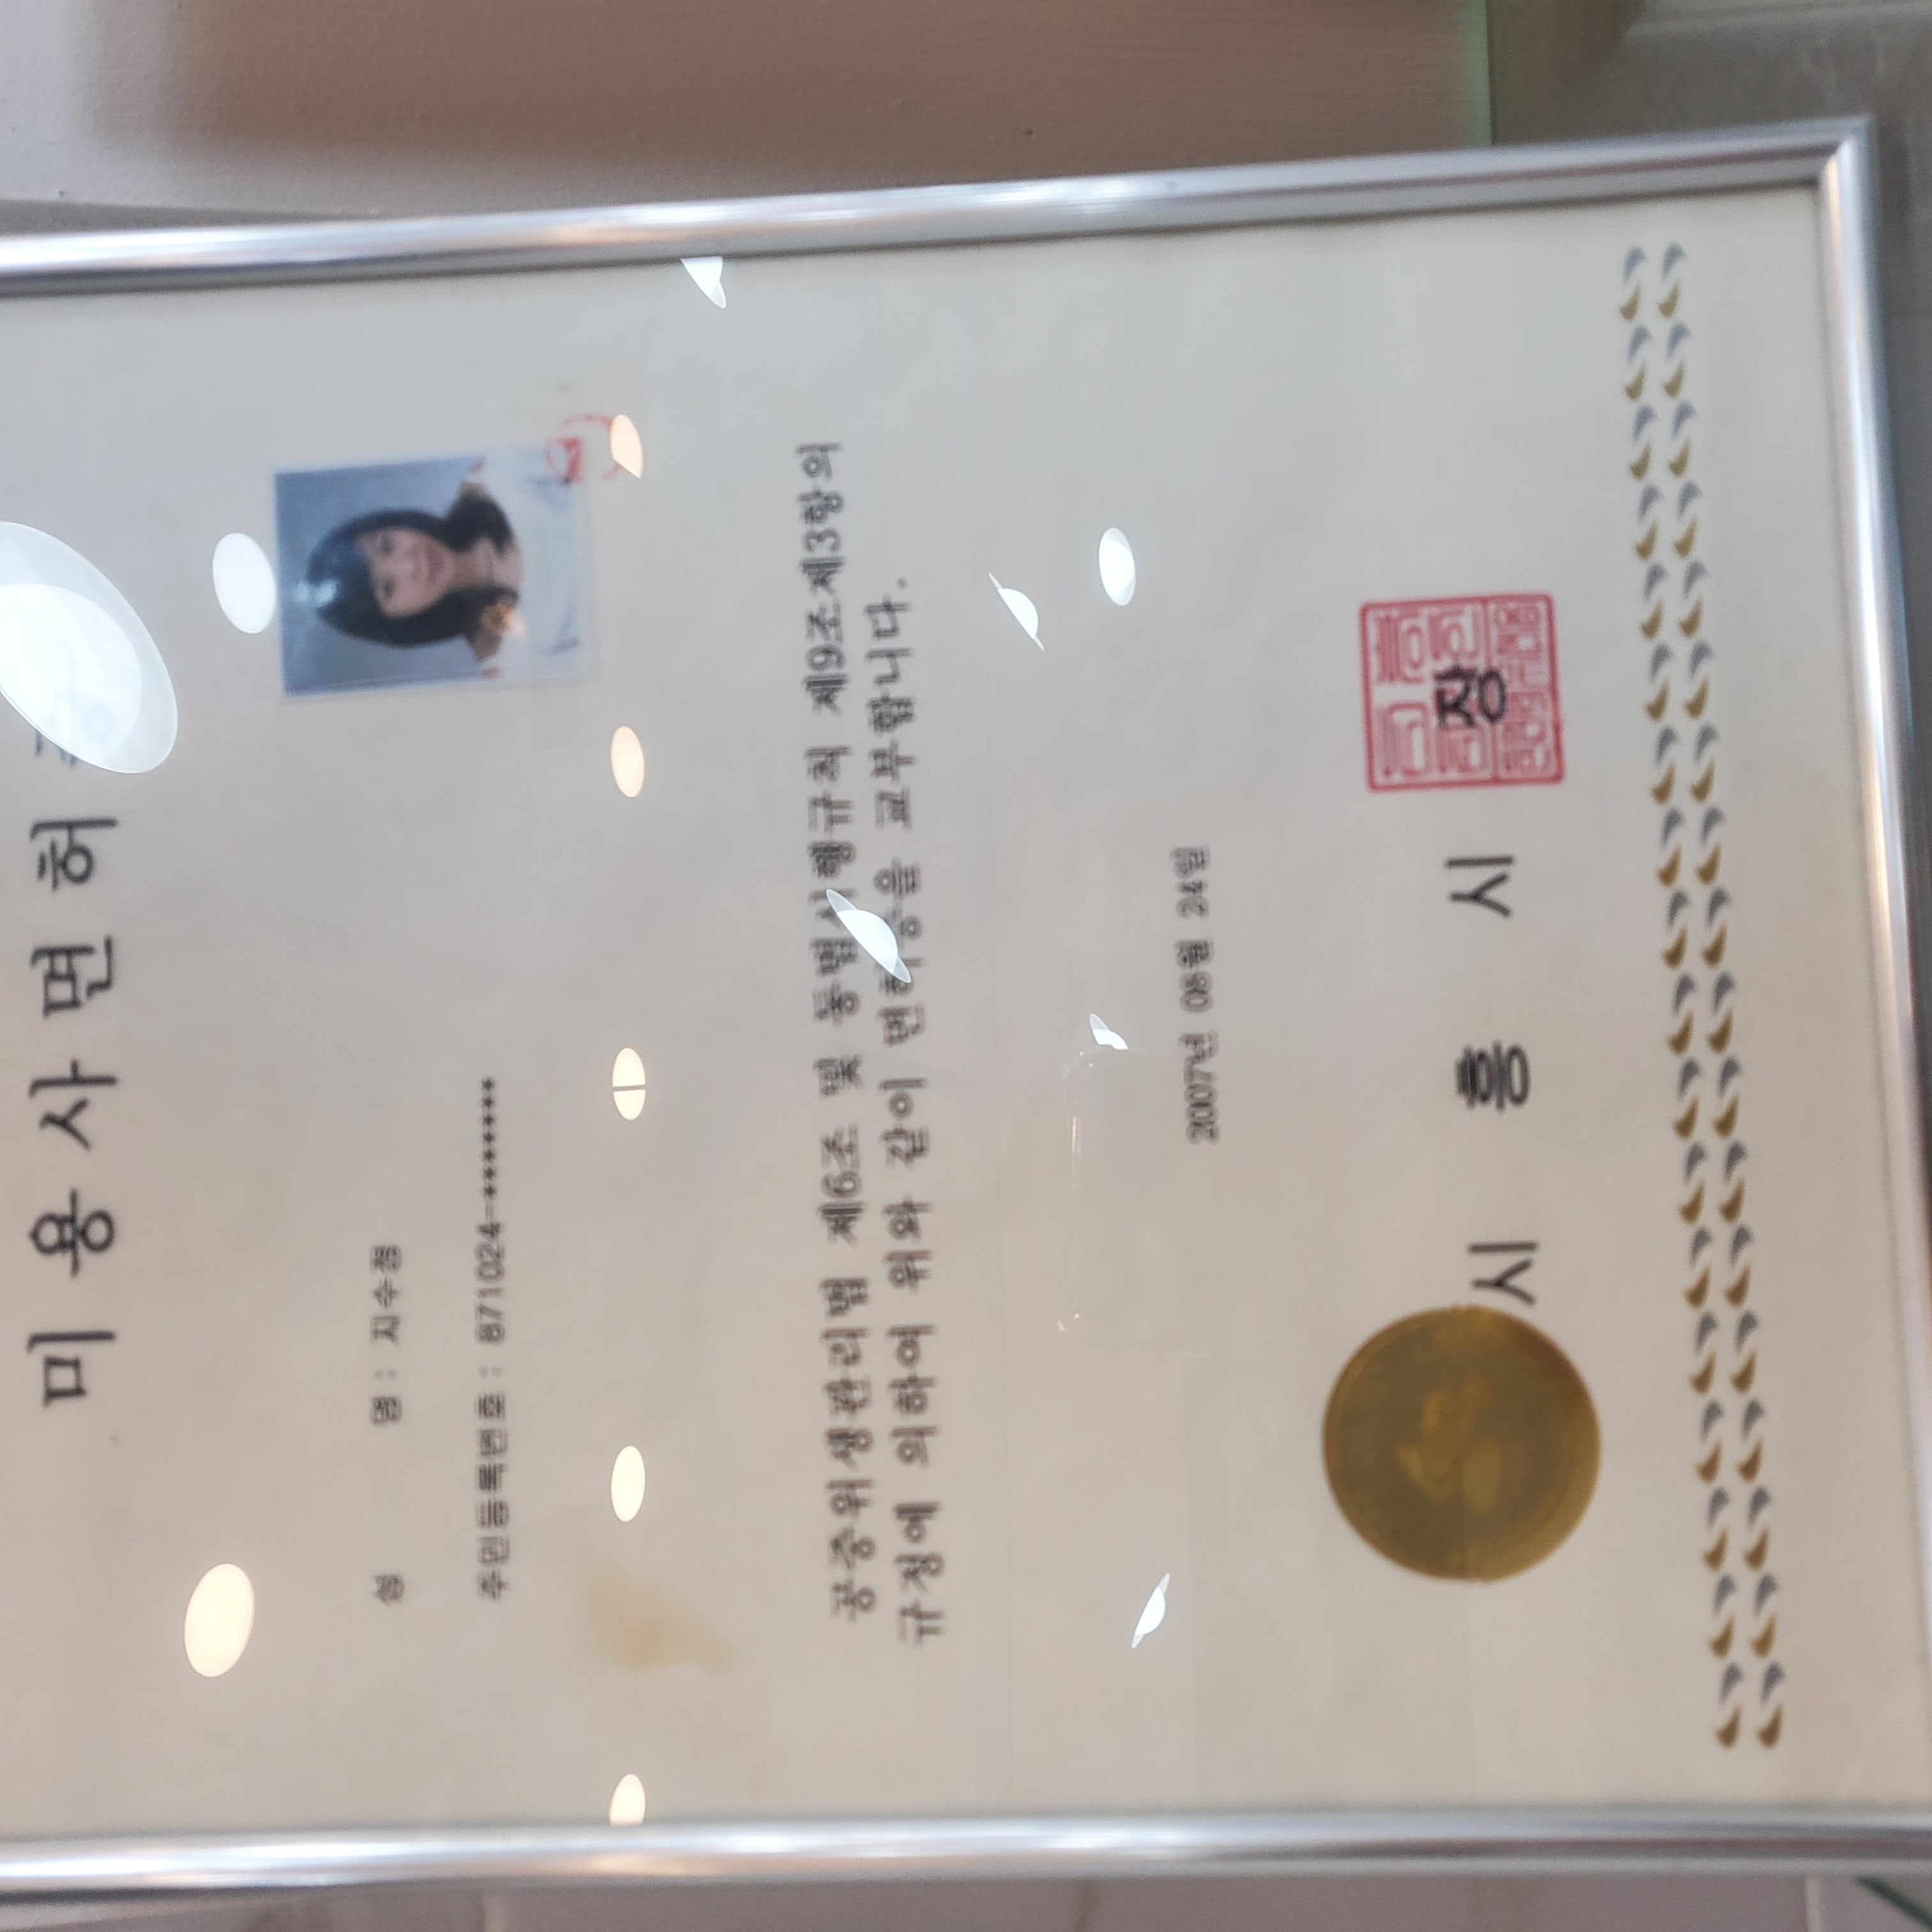 미용사면허증
성 명 : 지수정
주민등록번호 : 871024-*******
공중위생관리법 제6조 및 동법시행규칙 제9조제3항의
규정에 의하여 위와 같이 면허증을 교부합니다.
2007년 08월 24일
시 흥 시 장